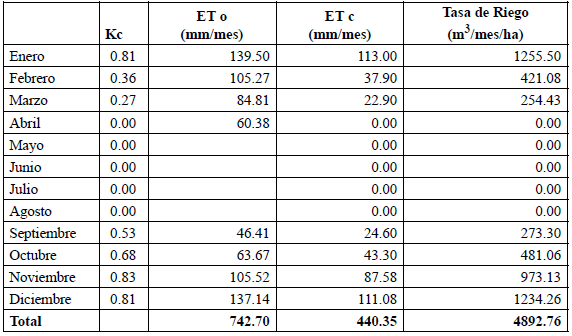 Kc ET o (mm/mes) ET c (mm/mes) Tasa de Riego (m³/mes/ha)
Enero 0.81 139.50 113.00 1255.50
Febrero 0.36 105.27 37.90 421.08
Marzo 0.27 84.81 22.90 254.43
Abril 0.00 60.38 0.00 0.00
Mayo 0.00 0.00 0.00
Junio 0.00 0.00 0.00
Julio 0.00 0.00 0.00
Agosto 0.00 0.00 0.00
Septiembre 0.53 46.41 24.60 273.30
Octubre 0.68 63.67 43.30 481.06
Noviembre 0.83 105.52 87.58 973.13
Diciembre 0.81 137.14 111.08 1234.26
Total 742.70 440.35 4892.76